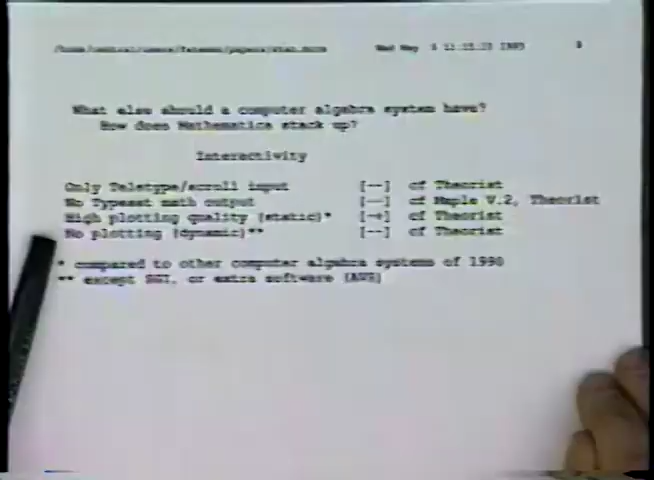 What else should a computer algebra system have?
How does Mathematica stack up?
Interactivity
Only Teletype/scroll input [--] cf Theorist
No Typeset math output [--] cf Maple V.2, Theorist
High plotting quality (static)* [+] cf Theorist
No plotting (dynamic)** [--] cf Theorist
* compared to other computer algebra systems of 1990
** except SGI, or extra software (AVS)